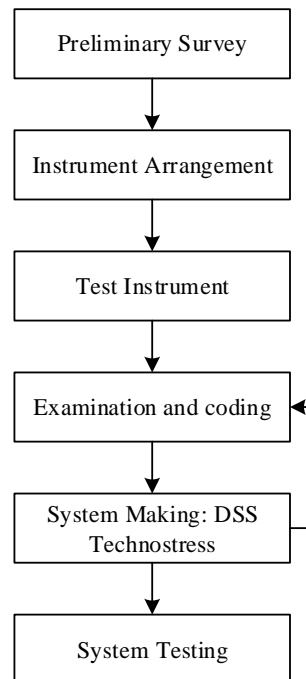 Preliminary Survey
Instrument Arrangement
Test Instrument
Examination and coding
System Making: DSS
Technostress
System Testing